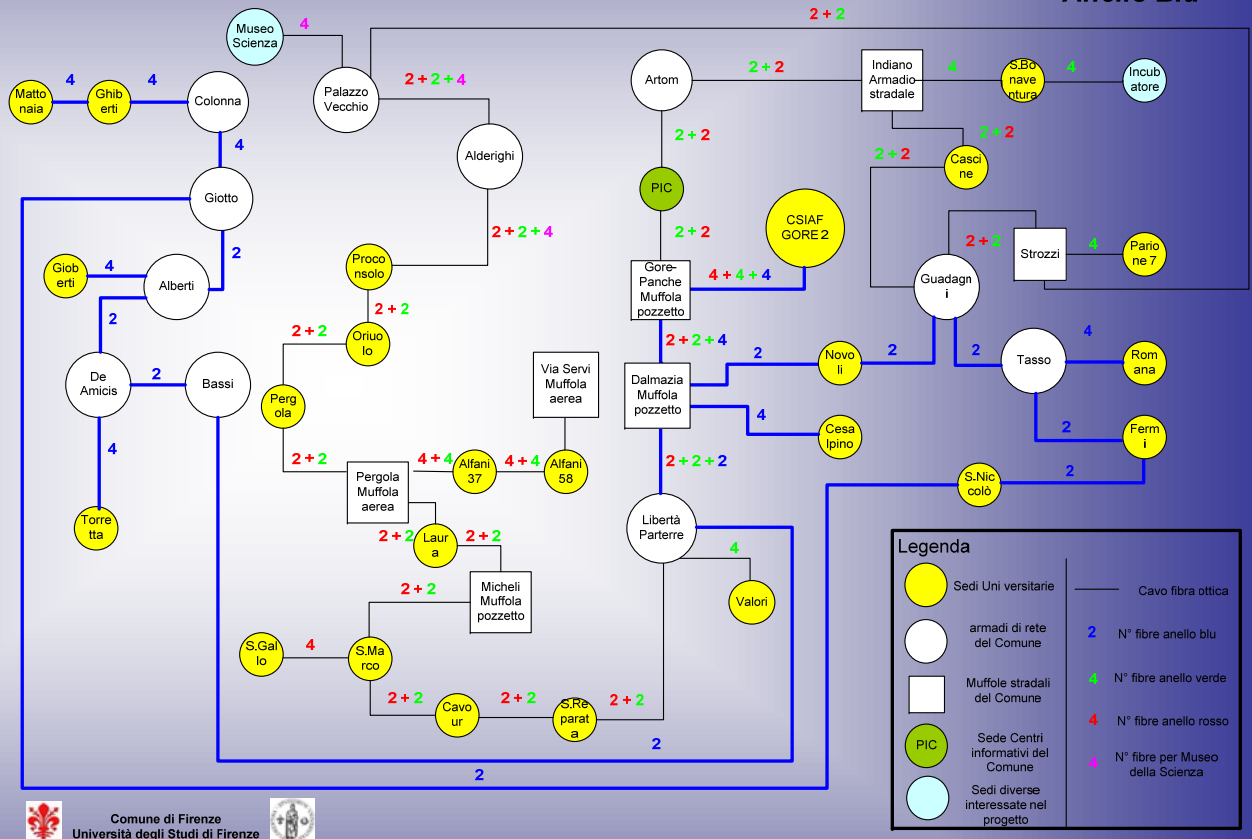 Anello Blu
2 + 2
Museo
Scienza
4
4
4
Matto
naia
Ghib
erti
Colonna
4
Palazzo
Vecchio
2 + 2 + 4
Alderighi
2 + 2 + 4
Artom
2 + 2
Indiano
Armadio
stradale
4
S.Bo
nave
ntura
4
Incub
atore
2 + 2
2 + 2
2 + 2
Casci
ne
PIC
2 + 2
CSIAF
GORE 2
Giotto
2
Giob
erti
4
Alberti
2
Proco
nsolo
2 + 2
Oriuo
lo
2 + 2
Gore-
Panche
Muffola
pozzetto
4 + 4 + 4
2 + 2 + 4
Guadagn
i
2 + 2
Strozzi
4
Pario
ne 7
De
Amicis
2
Bassi
4
Torre
tta
Perg
ola
2 + 2
Via Servi
Muffola
aerea
Dalmazia
Muffola
pozzetto
2
Novo
li
2
2
Tasso
4
Rom
ana
4
Cesa
lpino
2
Ferm
i
2
S.Nic
colò
Pergola
Muffola
aerea
4 + 4
Alfani
37
4 + 4
Alfani
58
2 + 2 + 2
2 + 2
Laur
a
2 + 2
Libertà
Parterre
4
Valori
Micheli
Muffola
pozzetto
2 + 2
S.Gal
lo
4
S.Ma
rco
2 + 2
Cavo
ur
2 + 2
S.Re
parat
a
2 + 2
2
2
Legenda
Sedi Uni versitarie
armadi di rete
del Comune
Muffole stradali
del Comune
PIC
Sede Centri
informativi del
Comune
Sedi diverse
interessate nel
progetto
Cavo fibra ottica
2 N° fibre anello blu
4 N° fibre anello verde
4 N° fibre anello rosso
4 N° fibre per Museo
della Scienza
Comune di Firenze
Università degli Studi di Firenze